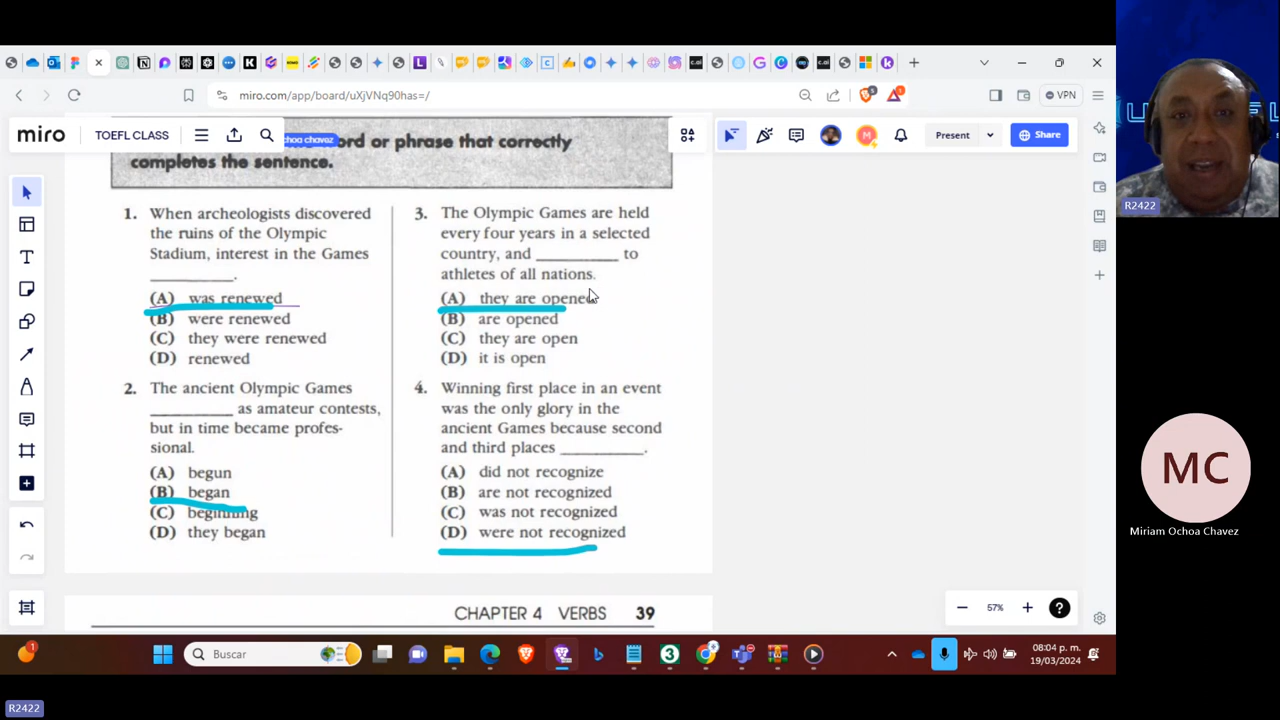 miro.com/app/board/uXjVNq90has=/
VPN
miro
TOEFL CLASS
Present
Share
R2422
ochoa chavez
ord or phrase that correctly
completes the sentence.
1. When archeologists discovered
the ruins of the Olympic
Stadium, interest in the Games
__________.
(A) was renewed
(B) were renewed
(C) they were renewed
(D) renewed
2. The ancient Olympic Games
__________ as amateur contests,
but in time became profes-
sional.
(A) begun
(B) began
(C) beginning
(D) they began
3. The Olympic Games are held
every four years in a selected
country, and __________ to
athletes of all nations.
(A) they are opened
(B) are opened
(C) they are open
(D) it is open
4. Winning first place in an event
was the only glory in the
ancient Games because second
and third places __________.
(A) did not recognize
(B) are not recognized
(C) was not recognized
(D) were not recognized
CHAPTER 4 VERBS 39
57%
MC
Miriam Ochoa Chavez
Buscar
08:04 p. m.
19/03/2024
R2422